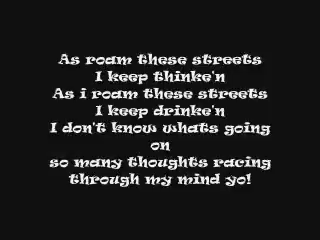 As roam these streets
I keep thinke'n
As i roam these streets
I keep drinke'n
I don't know whats going
on
so many thoughts racing
through my mind yo!